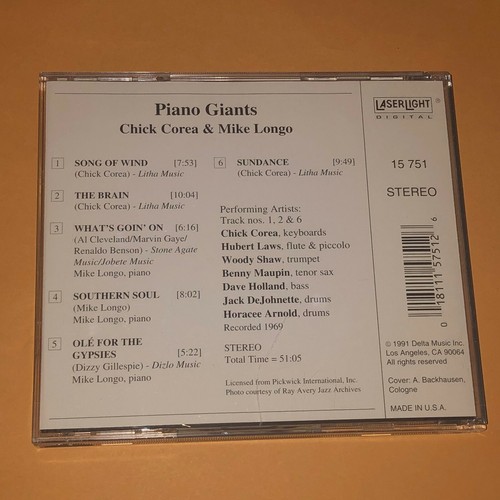 Piano Giants
Chick Corea & Mike Longo
1 SONG OF WIND [7:53]
(Chick Corea) - Litha Music
2 THE BRAIN [10:04]
(Chick Corea) - Litha Music
3 WHAT'S GOIN' ON [6:16]
(Al Cleveland/Marvin Gaye/
Renaldo Benson) - Stone Agate
Music/Jobete Music
Mike Longo, piano
4 SOUTHERN SOUL [8:02]
(Mike Longo)
Mike Longo, piano
5 OLÉ FOR THE
GYPSIES [5:22]
(Dizzy Gillespie) - Dizlo Music
Mike Longo, piano
6 SUNDANCE [9:49]
(Chick Corea) - Litha Music
Performing Artists:
Track nos. 1, 2 & 6
Chick Corea, keyboards
Hubert Laws, flute & piccolo
Woody Shaw, trumpet
Benny Maupin, tenor sax
Dave Holland, bass
Jack DeJohnette, drums
Horacee Arnold, drums
Recorded 1969
STEREO
Total Time = 51:05
Licensed from Pickwick International, Inc.
Photo courtesy of Ray Avery Jazz Archives
LASERLIGHT ®
DIGITAL
15 751
STEREO
0 18111 57512 6
© 1991 Delta Music Inc.
Los Angeles, CA 90064
All rights reserved
Cover: A. Backhausen,
Cologne
MADE IN U.S.A.